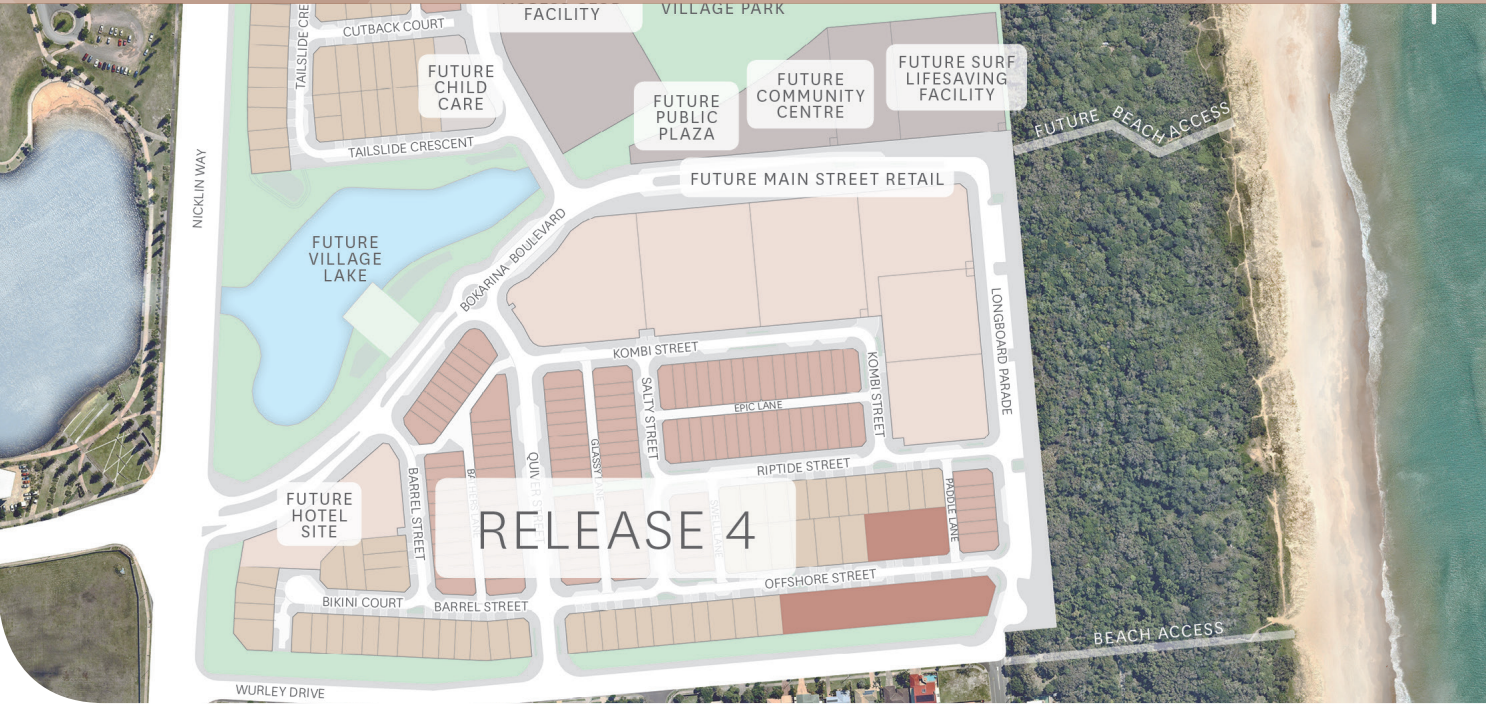 FACILITY
VILLAGE PARK
CUTBACK COURT
TAILSLIDE CRE
FUTURE
CHILD
CARE
FUTURE
PUBLIC
PLAZA
FUTURE
COMMUNITY
CENTRE
FUTURE SURF
LIFESAVING
FACILITY
FUTURE BEACH ACCESS
TAILSLIDE CRESCENT
NICKLIN WAY
FUTURE MAIN STREET RETAIL
FUTURE
VILLAGE
LAKE
BOKARINA BOULEVARD
LONGBOARD PARADE
KOMBI STREET
KOMBI STREET
SALTY STREET
EPIC LANE
RIPTIDE STREET
PADDLE LANE
FUTURE
HOTEL
SITE
BARREL STREET
RELEASE 4
OFFSHORE STREET
BIKINI COURT
BARREL STREET
BEACH ACCESS
WURLEY DRIVE